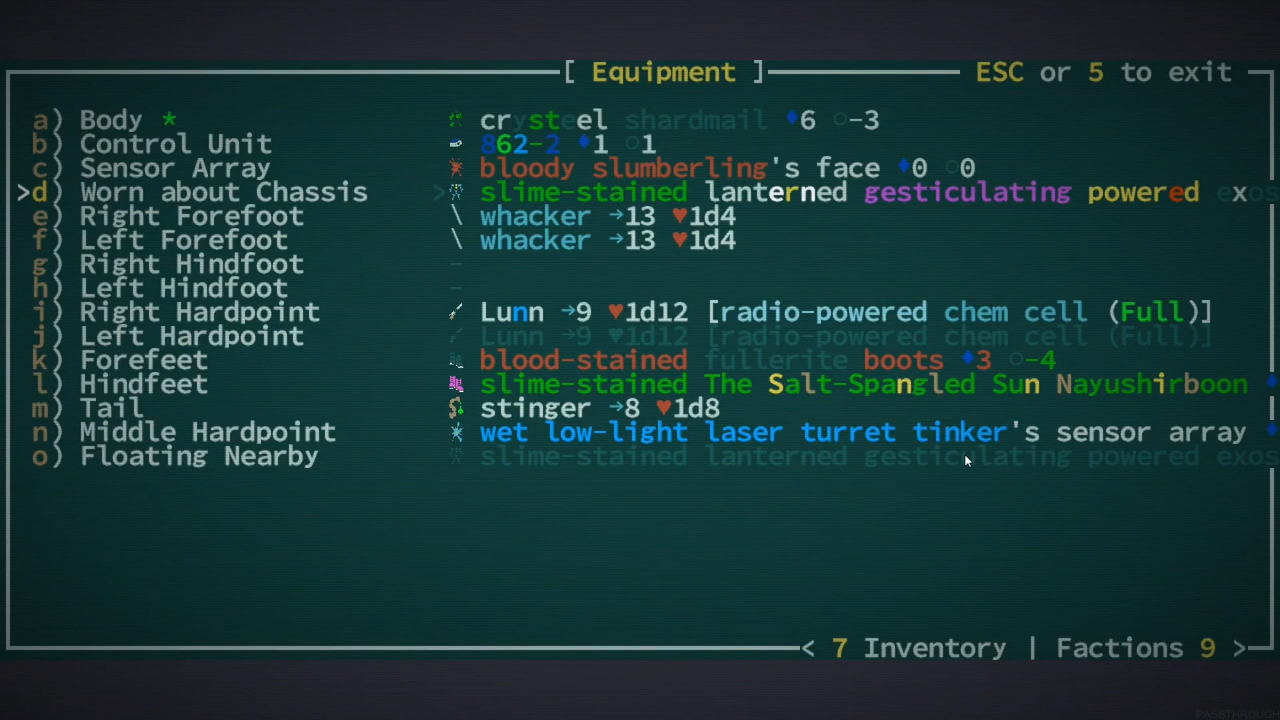 [ Equipment ] ESC or 5 to exit
a) Body * crysteel shardmail ♦6 ○-3
b) Control Unit 862-2 ♦1 ○1
c) Sensor Array bloody slumberling's face ♦0 ○0
>d) Worn about Chassis > slime-stained lanterned gesticulating powered exos
e) Right Forefoot \ whacker →13 ♥1d4
f) Left Forefoot \ whacker →13 ♥1d4
g) Right Hindfoot -
h) Left Hindfoot -
i) Right Hardpoint Lunn →9 ♥1d12 [radio-powered chem cell (Full)]
j) Left Hardpoint Lunn →9 ♥1d12 [radio-powered chem cell (Full)]
k) Forefeet blood-stained fullerite boots ♦3 ○-4
l) Hindfeet slime-stained The Salt-Spangled Sun Nayushirboon ♦
m) Tail stinger →8 ♥1d8
n) Middle Hardpoint wet low-light laser turret tinker's sensor array ♦
o) Floating Nearby slime-stained lanterned gesticulating powered exos
< 7 Inventory | Factions 9 >